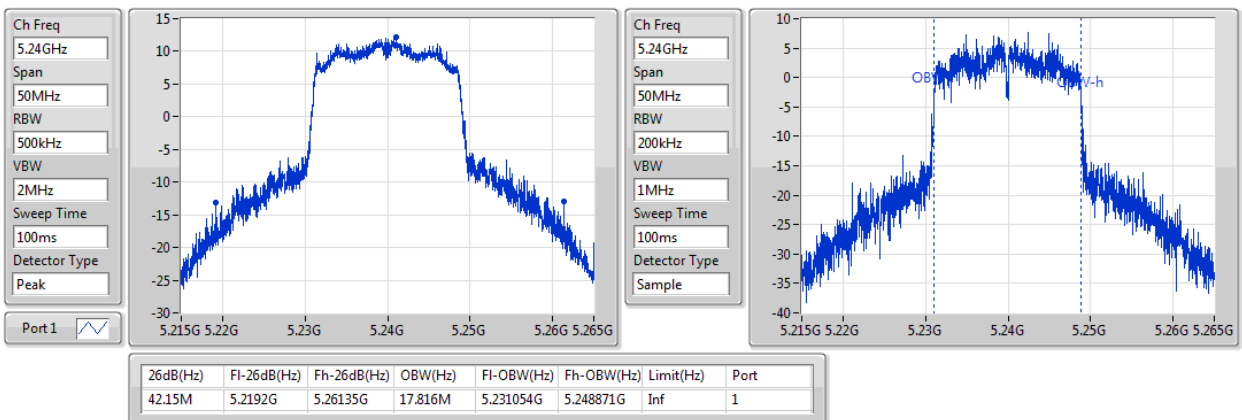 Ch Freq
5.24GHz
Span
50MHz
RBW
500kHz
VBW
2MHz
Sweep Time
100ms
Detector Type
Peak
Port 1
15
10
5
0
-5
-10
-15
-20
-25
-30
5.215G 5.22G 5.23G 5.24G 5.25G 5.26G 5.265G
Ch Freq
5.24GHz
Span
50MHz
RBW
200kHz
VBW
1MHz
Sweep Time
100ms
Detector Type
Sample
10
5
0
-5
-10
-15
-20
-25
-30
-35
-40
5.215G 5.22G 5.23G 5.24G 5.25G 5.26G 5.265G
26dB(Hz) Fl-26dB(Hz) Fh-26dB(Hz) OBW(Hz) Fl-OBW(Hz) Fh-OBW(Hz) Limit(Hz) Port
42.15M 5.2192G 5.26135G 17.816M 5.231054G 5.248871G Inf 1